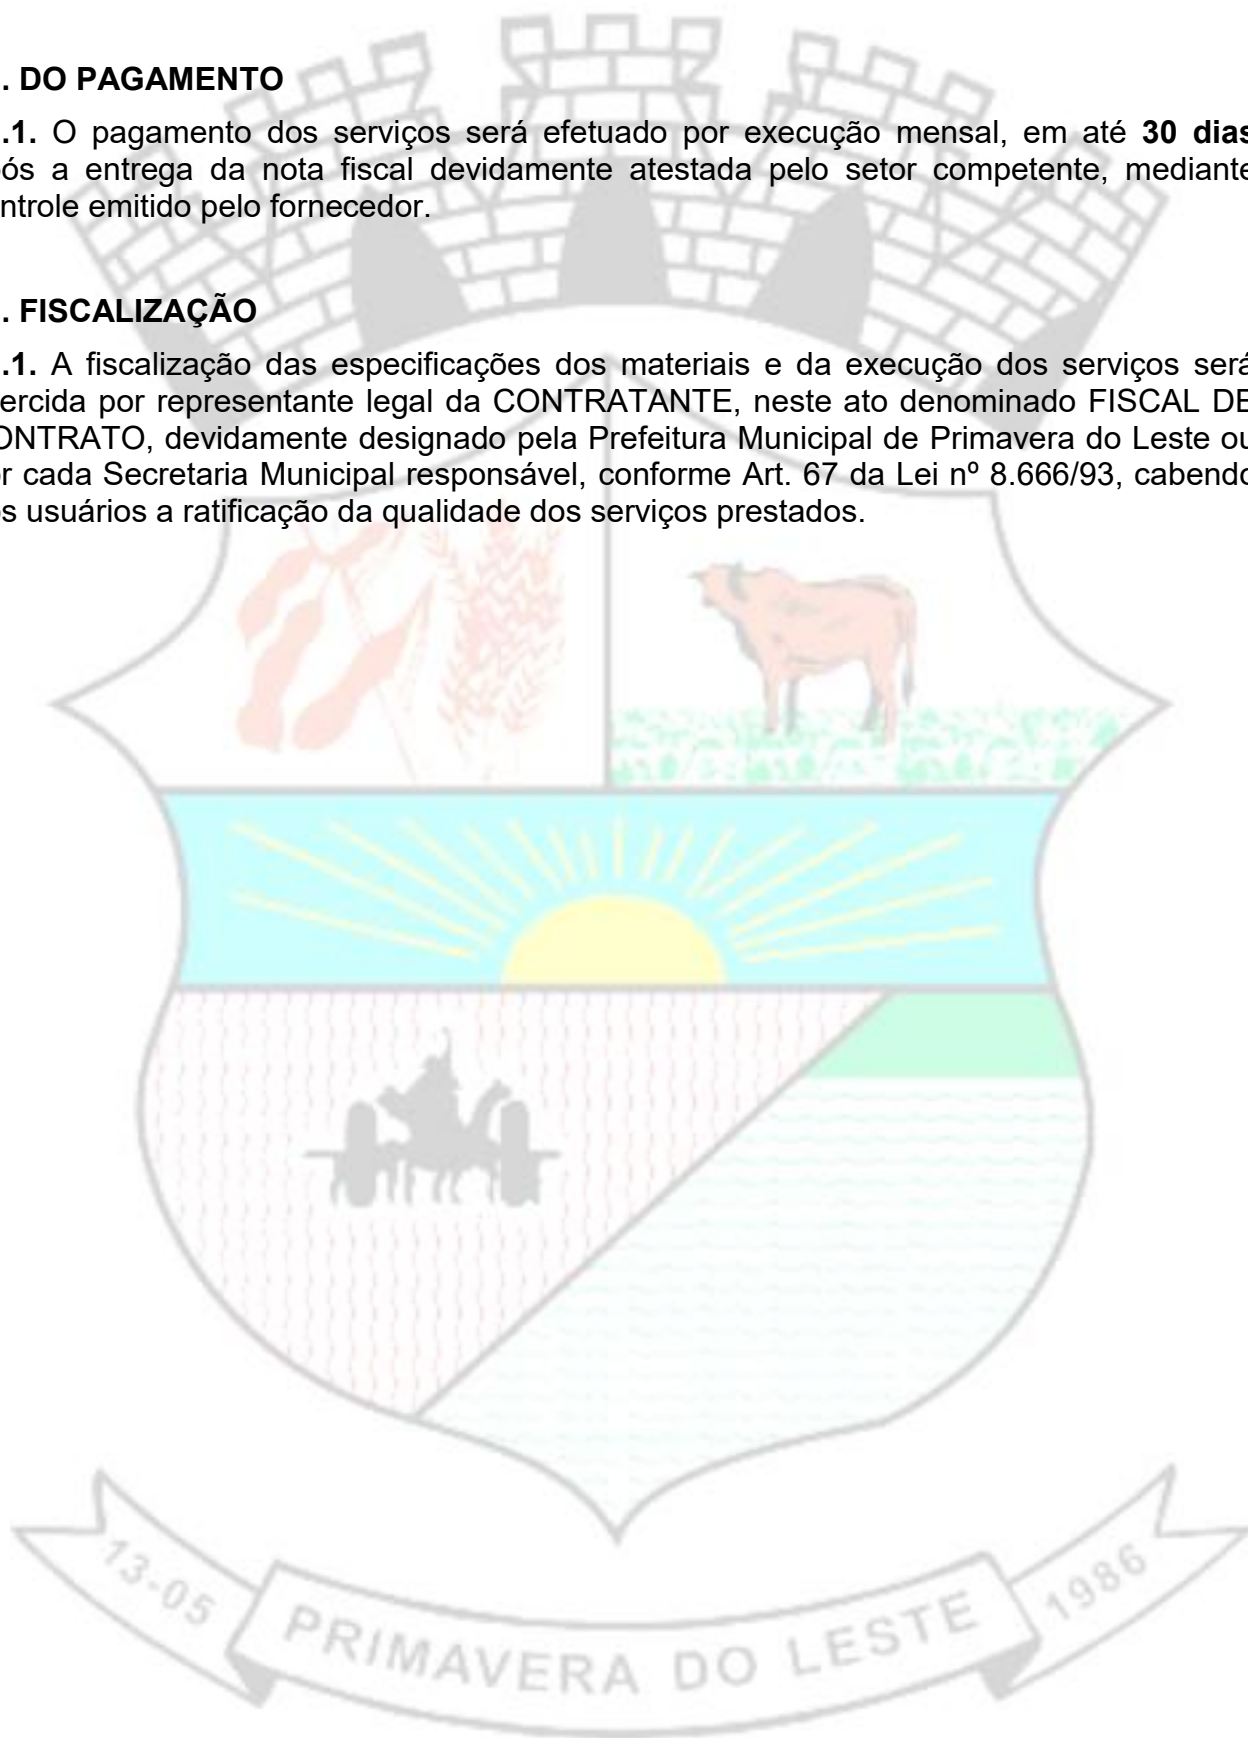 . DO PAGAMENTO
.1. O pagamento dos serviços será efetuado por execução mensal, em até 30 dias
ós a entrega da nota fiscal devidamente atestada pelo setor competente, mediante
ntrole emitido pelo fornecedor.
. FISCALIZAÇÃO
.1. A fiscalização das especificações dos materiais e da execução dos serviços será
ercida por representante legal da CONTRATANTE, neste ato denominado FISCAL DE
ONTRATO, devidamente designado pela Prefeitura Municipal de Primavera do Leste ou
or cada Secretaria Municipal responsável, conforme Art. 67 da Lei nº 8.666/93, cabendo
os usuários a ratificação da qualidade dos serviços prestados.
13-05
PRIMAVERA DO LESTE
1986